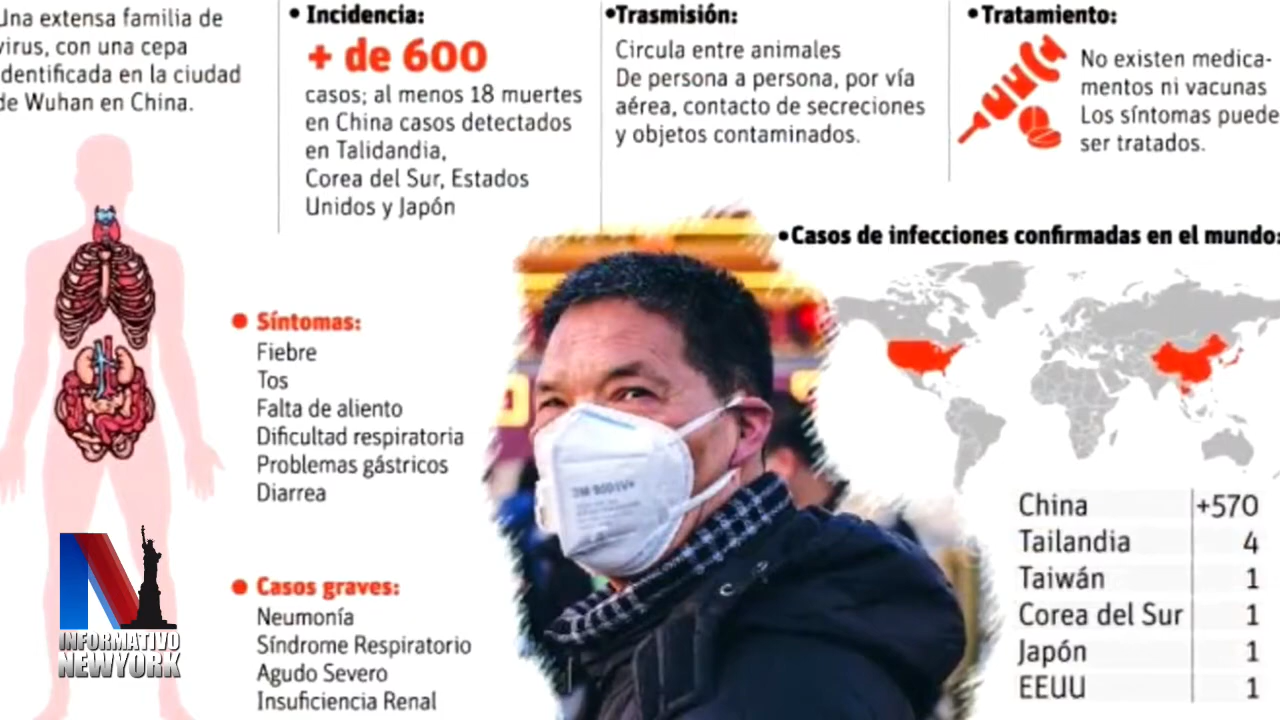 Una extensa familia de
virus, con una cepa
identificada en la ciudad
de Wuhan en China.
• Incidencia:
+ de 600
casos; al menos 18 muertes
en China casos detectados
en Talidandia,
Corea del Sur, Estados
Unidos y Japón
•Trasmisión:
Circula entre animales
De persona a persona, por vía
aérea, contacto de secreciones
y objetos contaminados.
•Tratamiento:
No existen medica-
mentos ni vacunas
Los síntomas puede
ser tratados.
•Casos de infecciones confirmadas en el mundo:
• Síntomas:
Fiebre
Tos
Falta de aliento
Dificultad respiratoria
Problemas gástricos
Diarrea
• Casos graves:
Neumonía
Síndrome Respiratorio
Agudo Severo
Insuficiencia Renal
China +570
Tailandia 4
Taiwán 1
Corea del Sur 1
Japón 1
EEUU 1
N
INFORMATIVO
NEWYORK